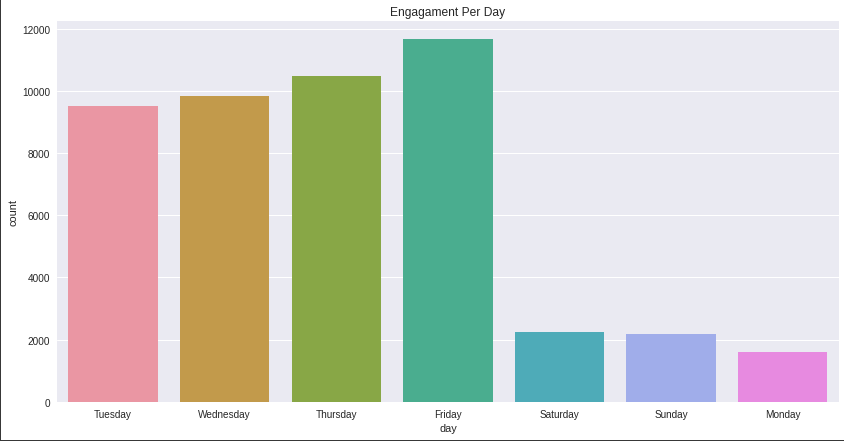 Engagament Per Day
12000
10000
8000
6000
4000
2000
0
count
Tuesday Wednesday Thursday Friday Saturday Sunday Monday
day